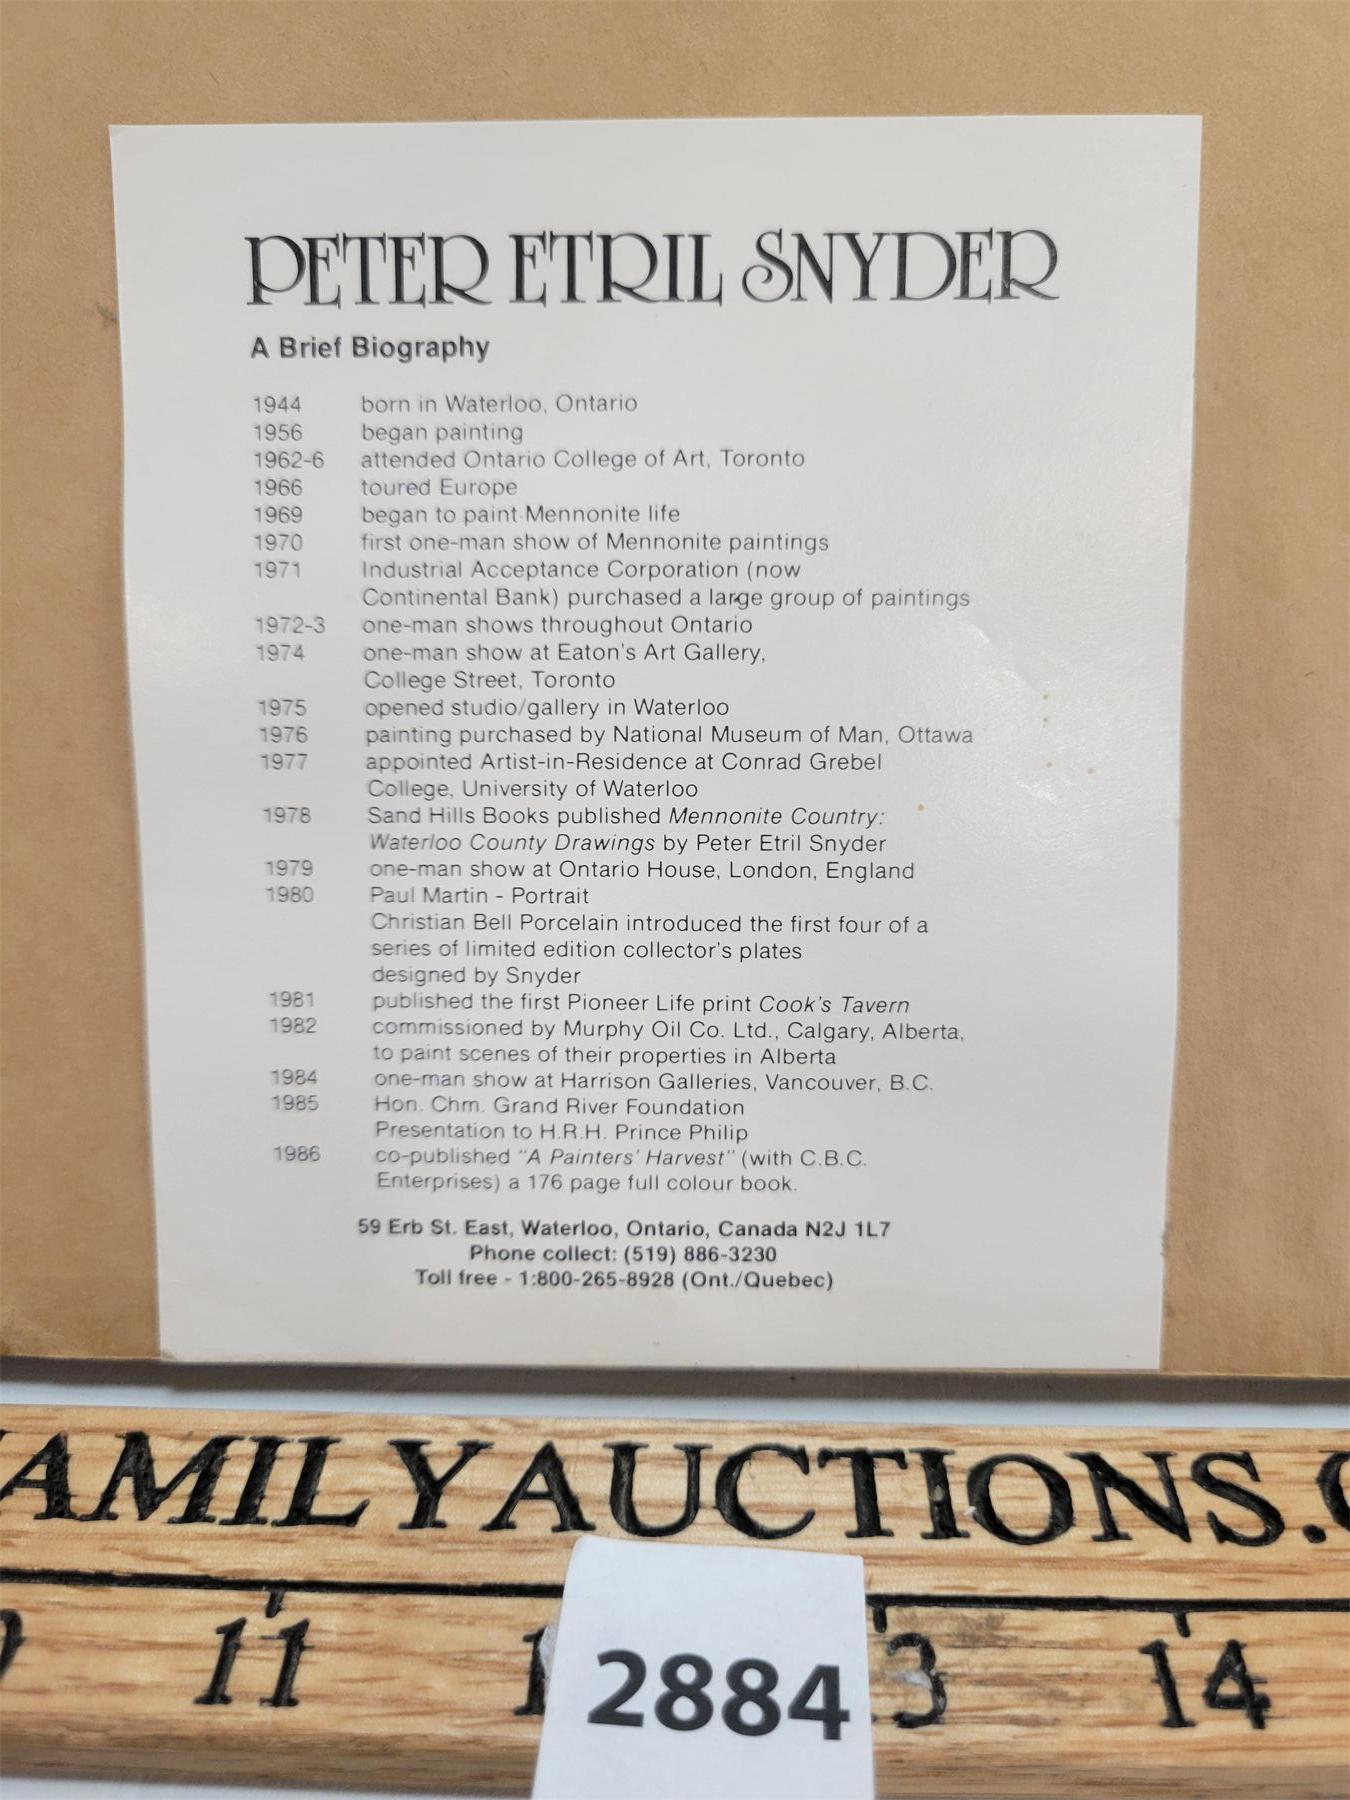 PETER ETRIL SNYDER
A Brief Biography
1944 born in Waterloo, Ontario
1956 began painting
1962-6 attended Ontario College of Art, Toronto
1966 toured Europe
1969 began to paint Mennonite life
1970 first one-man show of Mennonite paintings
1971 Industrial Acceptance Corporation (now
Continental Bank) purchased a large group of paintings
1972-3 one-man shows throughout Ontario
1974 one-man show at Eaton's Art Gallery,
College Street, Toronto
1975 opened studio/gallery in Waterloo
1976 painting purchased by National Museum of Man, Ottawa
1977 appointed Artist-in-Residence at Conrad Grebel
College, University of Waterloo
1978 Sand Hills Books published Mennonite Country:
Waterloo County Drawings by Peter Etril Snyder
1979 one-man show at Ontario House, London, England
1980 Paul Martin - Portrait
Christian Bell Porcelain introduced the first four of a
series of limited edition collector's plates
designed by Snyder
1981 published the first Pioneer Life print Cook's Tavern
1982 commissioned by Murphy Oil Co. Ltd., Calgary, Alberta,
to paint scenes of their properties in Alberta
1984 one-man show at Harrison Galleries, Vancouver, B.C.
1985 Hon. Chm. Grand River Foundation
Presentation to H.R.H. Prince Philip
1986 co-published "A Painters' Harvest" (with C.B.C.
Enterprises) a 176 page full colour book.
59 Erb St. East, Waterloo, Ontario, Canada N2J 1L7
Phone collect: (519) 886-3230
Toll free - 1:800-265-8928 (Ont./Quebec)
AMILYAUCTIONS.
11 1 3 14
2884